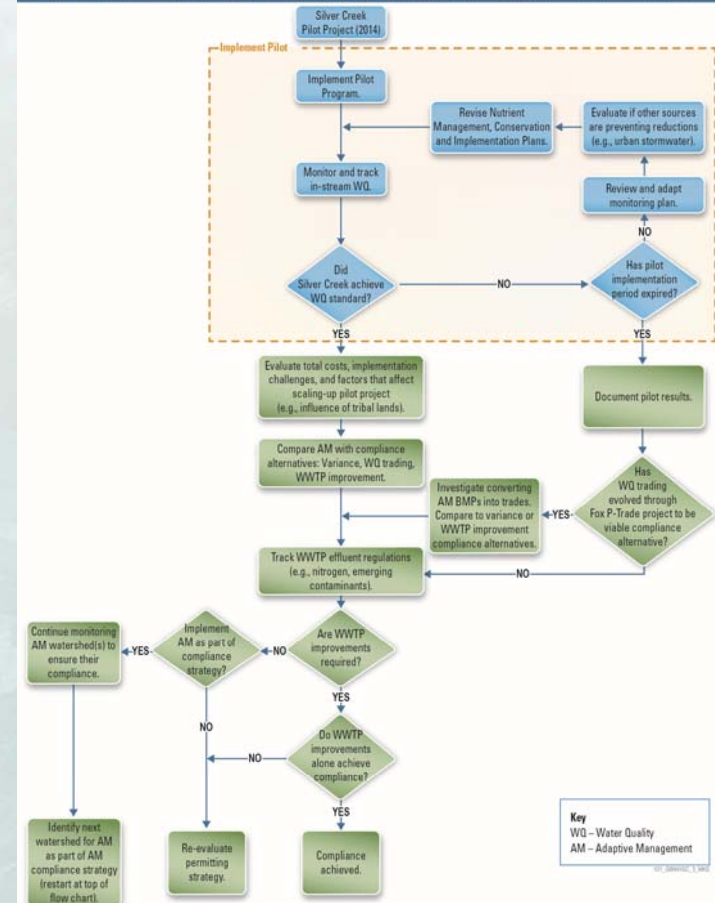 Silver Creek
Pilot Project (2014)
Implement Pilot
Implement Pilot
Program.
Revise Nutrient
Management, Conservation
and Implementation Plans.
Evaluate if other sources
are preventing reductions
(e.g., urban stormwater).
Monitor and track
in-stream WQ.
Review and adapt
monitoring plan.
NO
Did
Silver Creek achieve
WQ standard?
NO
Has pilot
implementation
period expired?
YES
YES
Evaluate total costs, implementation
challenges, and factors that affect
scaling-up pilot project
(e.g., influence of tribal lands).
Document pilot results.
Compare AM with compliance
alternatives: Variance, WQ trading,
WWTP improvement.
Investigate converting
AM BMPs into trades.
Compare to variance or
WWTP improvement
compliance alternatives.
YES
Has
WQ trading
evolved through
Fox P-Trade project to be
viable compliance
alternative?
Track WWTP effluent regulations
(e.g., nitrogen, emerging
contaminants).
NO
Continue monitoring
AM watershed(s) to
ensure their
compliance.
YES
Implement
AM as part of
compliance
strategy?
NO
Are WWTP
improvements
required?
YES
NO
NO
Do WWTP
improvements
alone achieve
compliance?
YES
Identify next
watershed for AM
as part of AM
compliance strategy
(restart at top of
flow chart).
Re-evaluate
permitting
strategy.
Compliance
achieved.
Key
WQ – Water Quality
AM – Adaptive Management